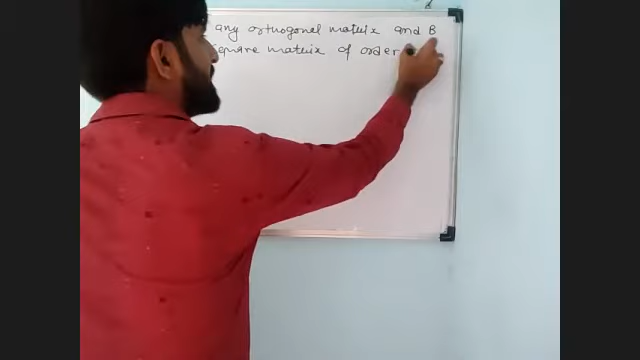 any orthogonal matrix and B
square matrix of order